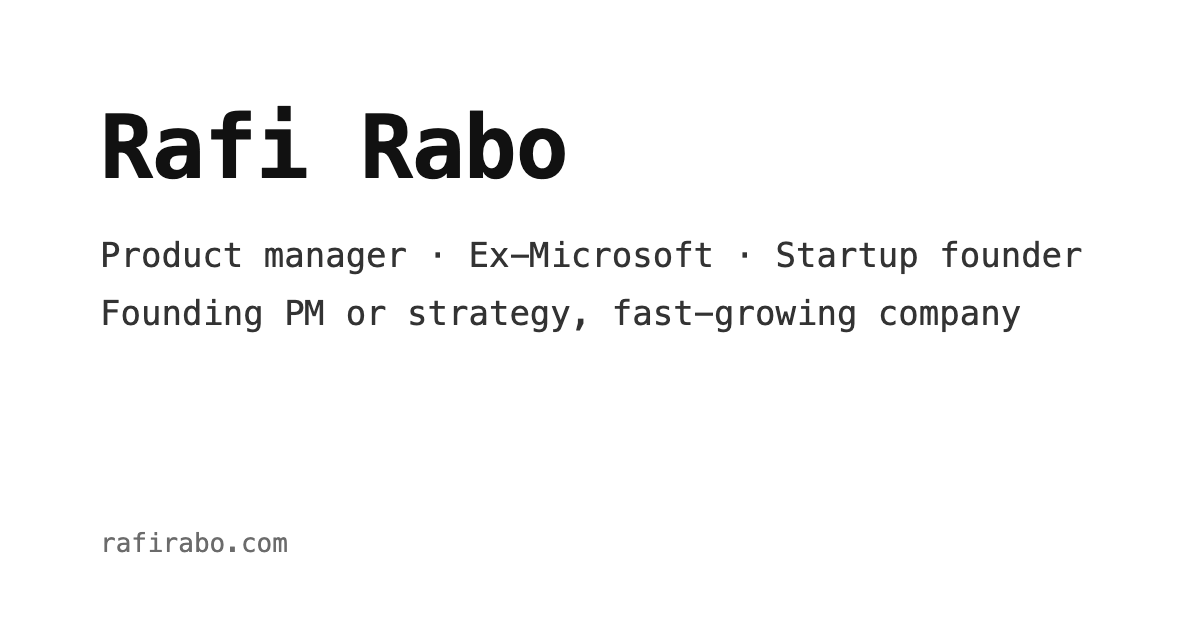 Rafi Rabo
Product manager · Ex–Microsoft · Startup founder
Founding PM or strategy, fast–growing company
rafirabo.com